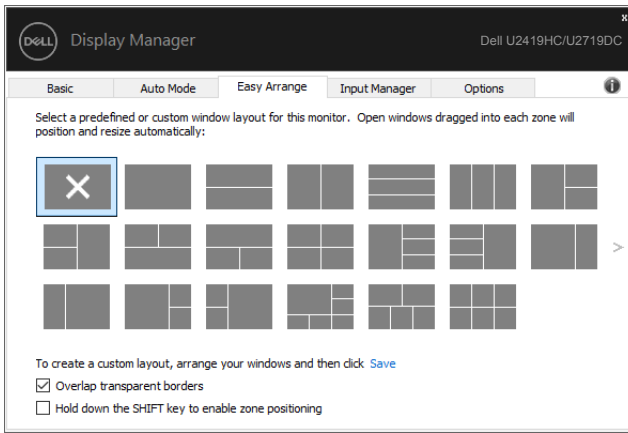 x
DELL Display Manager Dell U2419HC/U2719DC
Basic Auto Mode Easy Arrange Input Manager Options i
Select a predefined or custom window layout for this monitor. Open windows dragged into each zone will
position and resize automatically:
>
To create a custom layout, arrange your windows and then click Save
Overlap transparent borders
Hold down the SHIFT key to enable zone positioning